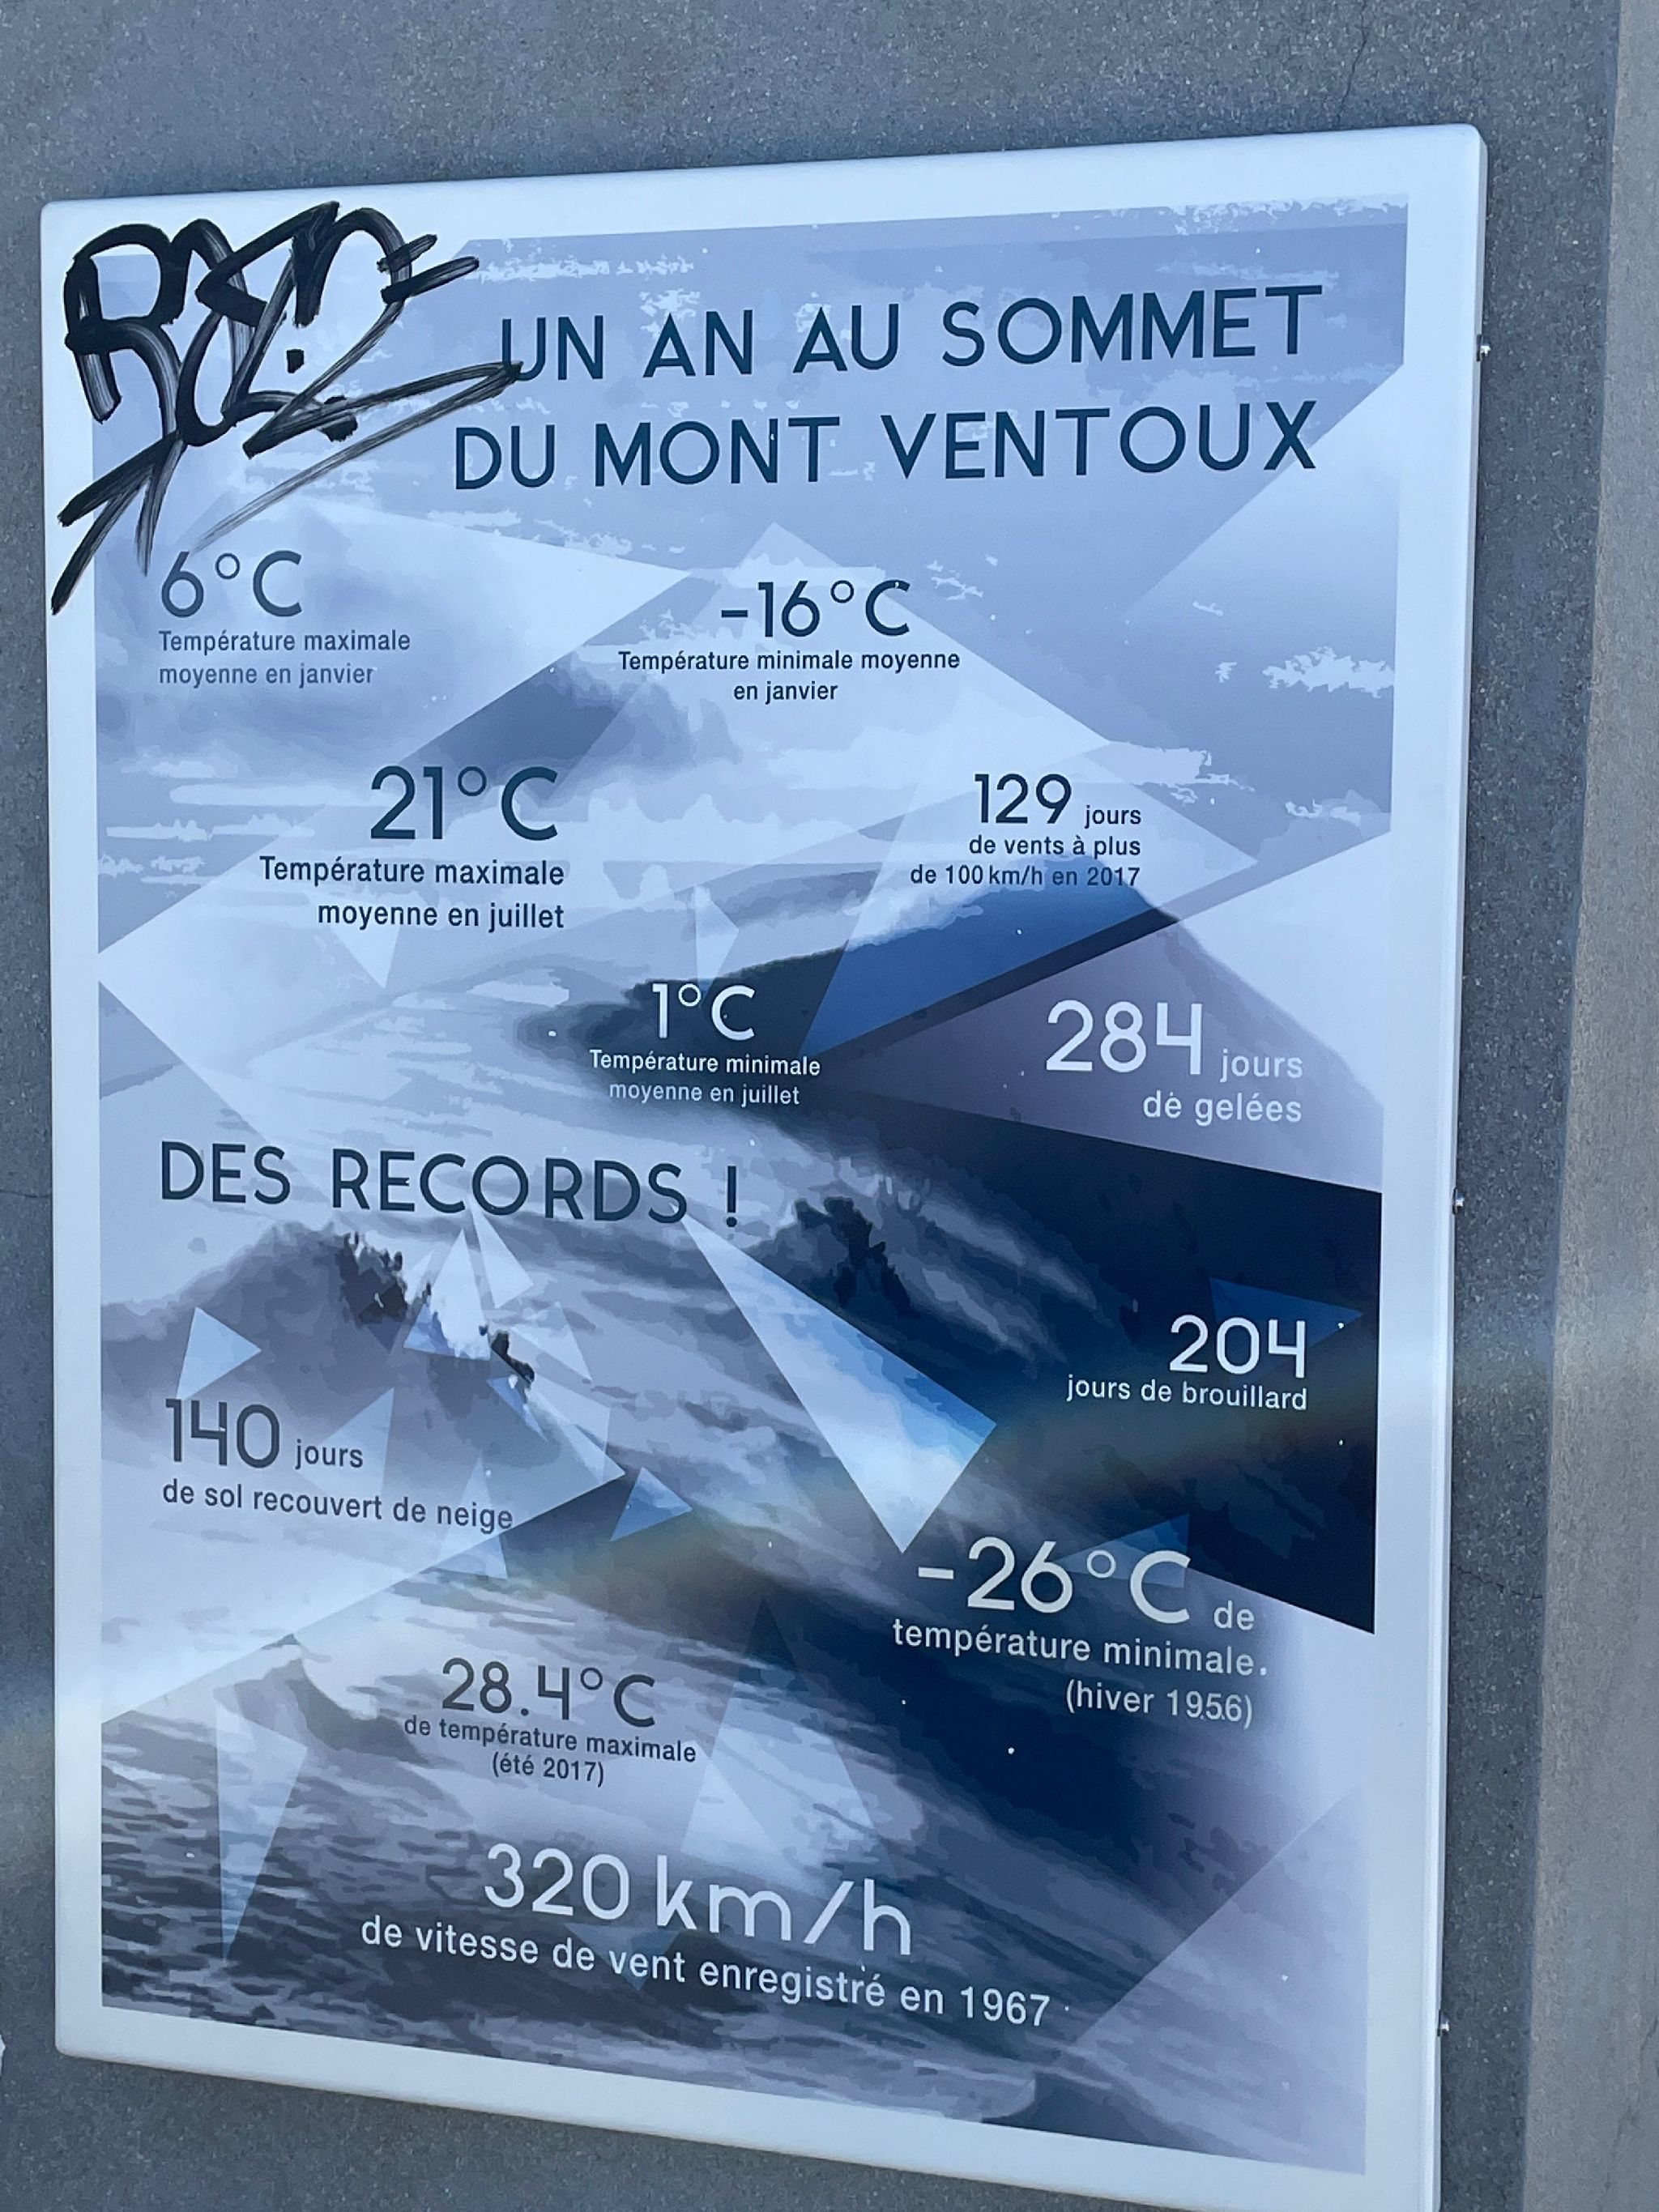 UN AN AU SOMMET
DU MONT VENTOUX
6°C
Température maximale
moyenne en janvier
-16°C
Température minimale moyenne
en janvier
21°C
Température maximale
moyenne en juillet
129 jours
de vents à plus
de 100 km/h en 2017
1°C
Température minimale
moyenne en juillet
284 jours
de gelées
DES RECORDS !
204
jours de brouillard
140 jours
de sol recouvert de neige
-26°C de
température minimale.
(hiver 1956)
28.4°C
de température maximale
(été 2017)
320 km/h
de vitesse de vent enregistré en 1967